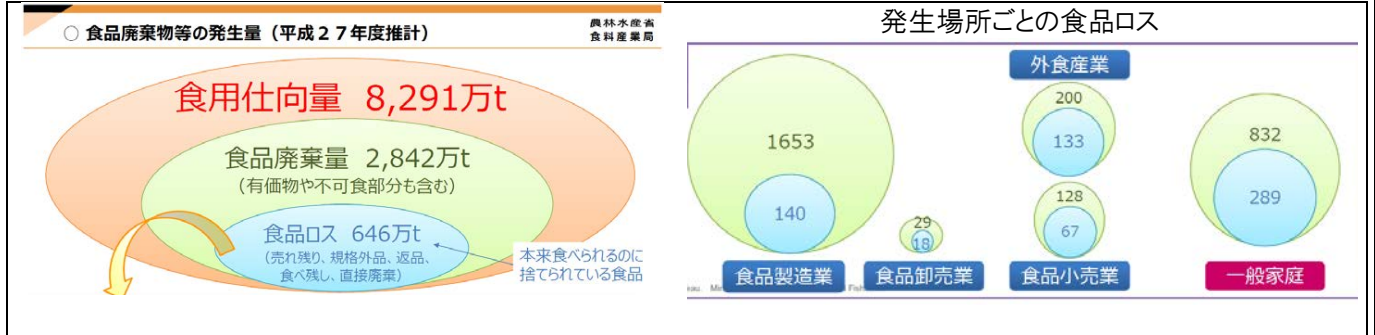 ○ 食品廃棄物等の発生量（平成２７年度推計）
農林水産省
食料産業局
食用仕向量 8,291万t
食品廃棄量 2,842万t
(有価物や不可食部分も含む)
食品ロス 646万t
(売れ残り、規格外品、返品、
食べ残し、直接廃棄)
本来食べられるのに
捨てられている食品
発生場所ごとの食品ロス
外食産業
200
133
1653
140
832
289
128
67
29
18
食品製造業
食品卸売業
食品小売業
一般家庭